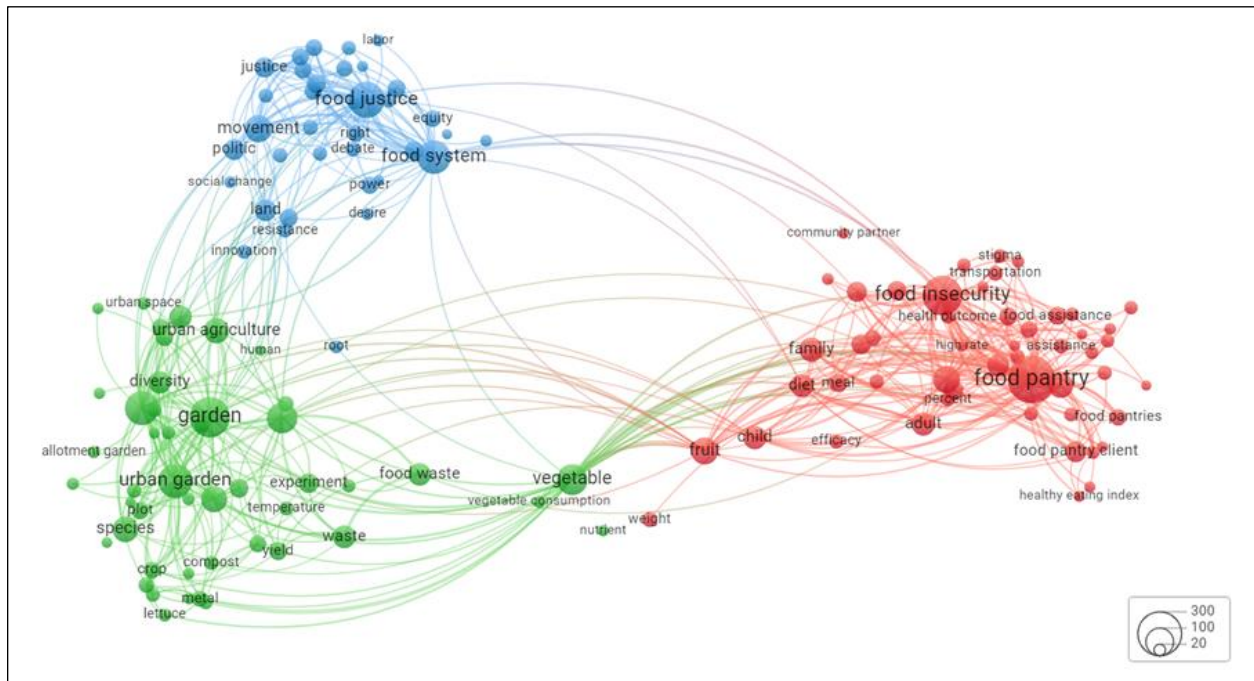 labor
justice
food justice
equity
movement
right
politic
debate
food system
social change
power
land
desire
resistance
innovation
community partner
stigma
transportation
food insecurity
health outcome
food assistance
urban space
urban agriculture
human
root
high rate
assistance
family
diversity
diet
meal
food pantry
percent
garden
food pantries
adult
child
efficacy
allotment garden
fruit
food pantry client
food waste
vegetable
urban garden
experiment
healthy eating index
vegetable consumption
plot
temperature
weight
species
nutrient
waste
yield
compost
crop
metal
lettuce
300
100
20